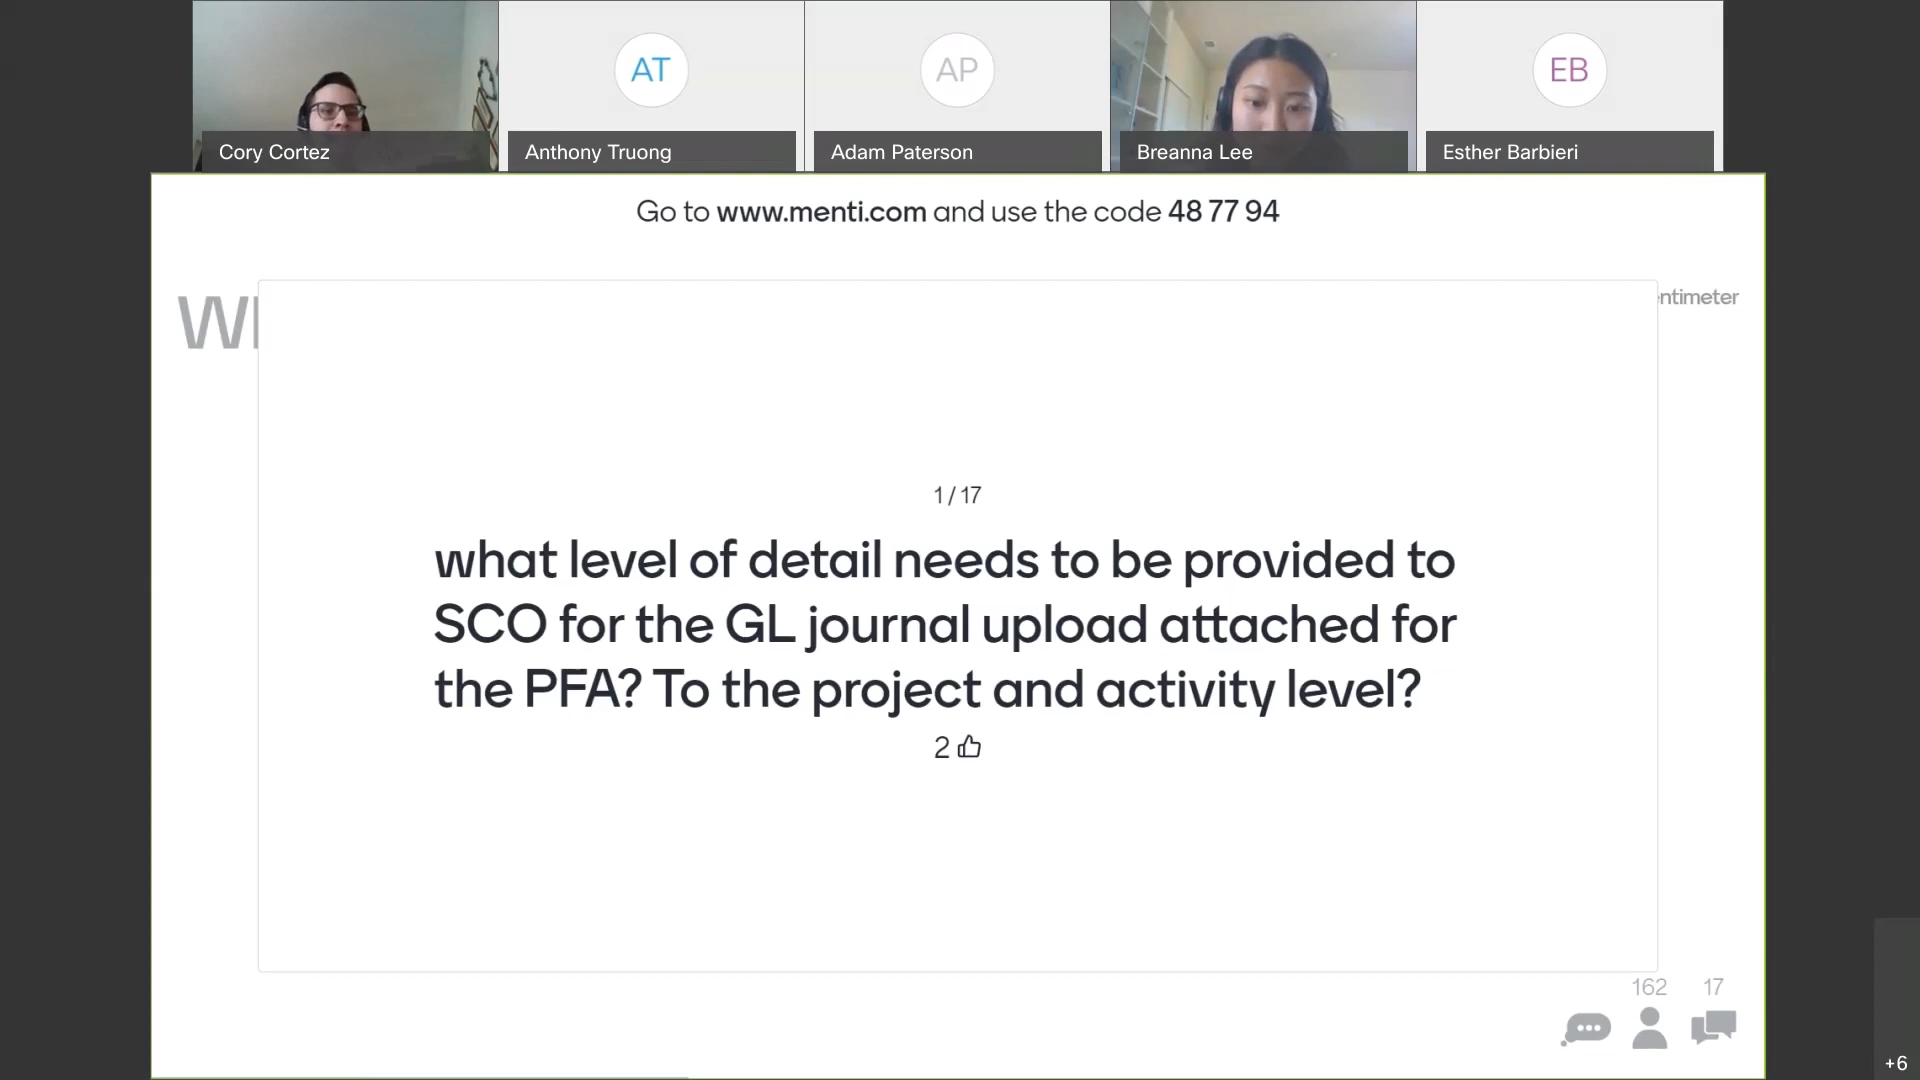 AT
AP
EB
Cory Cortez
Anthony Truong
Adam Paterson
Breanna Lee
Esther Barbieri
Go to www.menti.com and use the code 48 77 94
ntimeter
1 / 17
what level of detail needs to be provided to
SCO for the GL journal upload attached for
the PFA? To the project and activity level?
2
162
17
+6